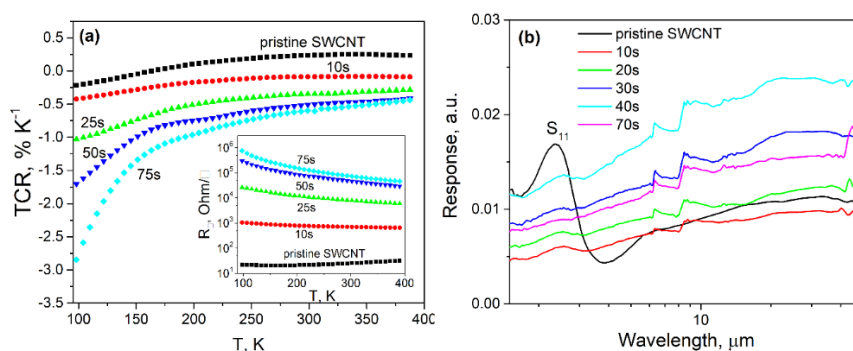 (a)
pristine SWCNT
10s
25s
50s
75s
TCR, % K⁻¹
0.5
0.0
-0.5
-1.0
-1.5
-2.0
-2.5
-3.0
-3.5
100 150 200 250 300 350 400
T, K
75s
50s
25s
10s
pristine SWCNT
R , Ohm/□
10⁶
10⁵
10⁴
10³
10²
10¹
100 200 300 400
T, K
(b)
pristine SWCNT
10s
20s
30s
40s
70s
S₁₁
Response, a.u.
0.03
0.02
0.01
0.00
10
Wavelength, μm